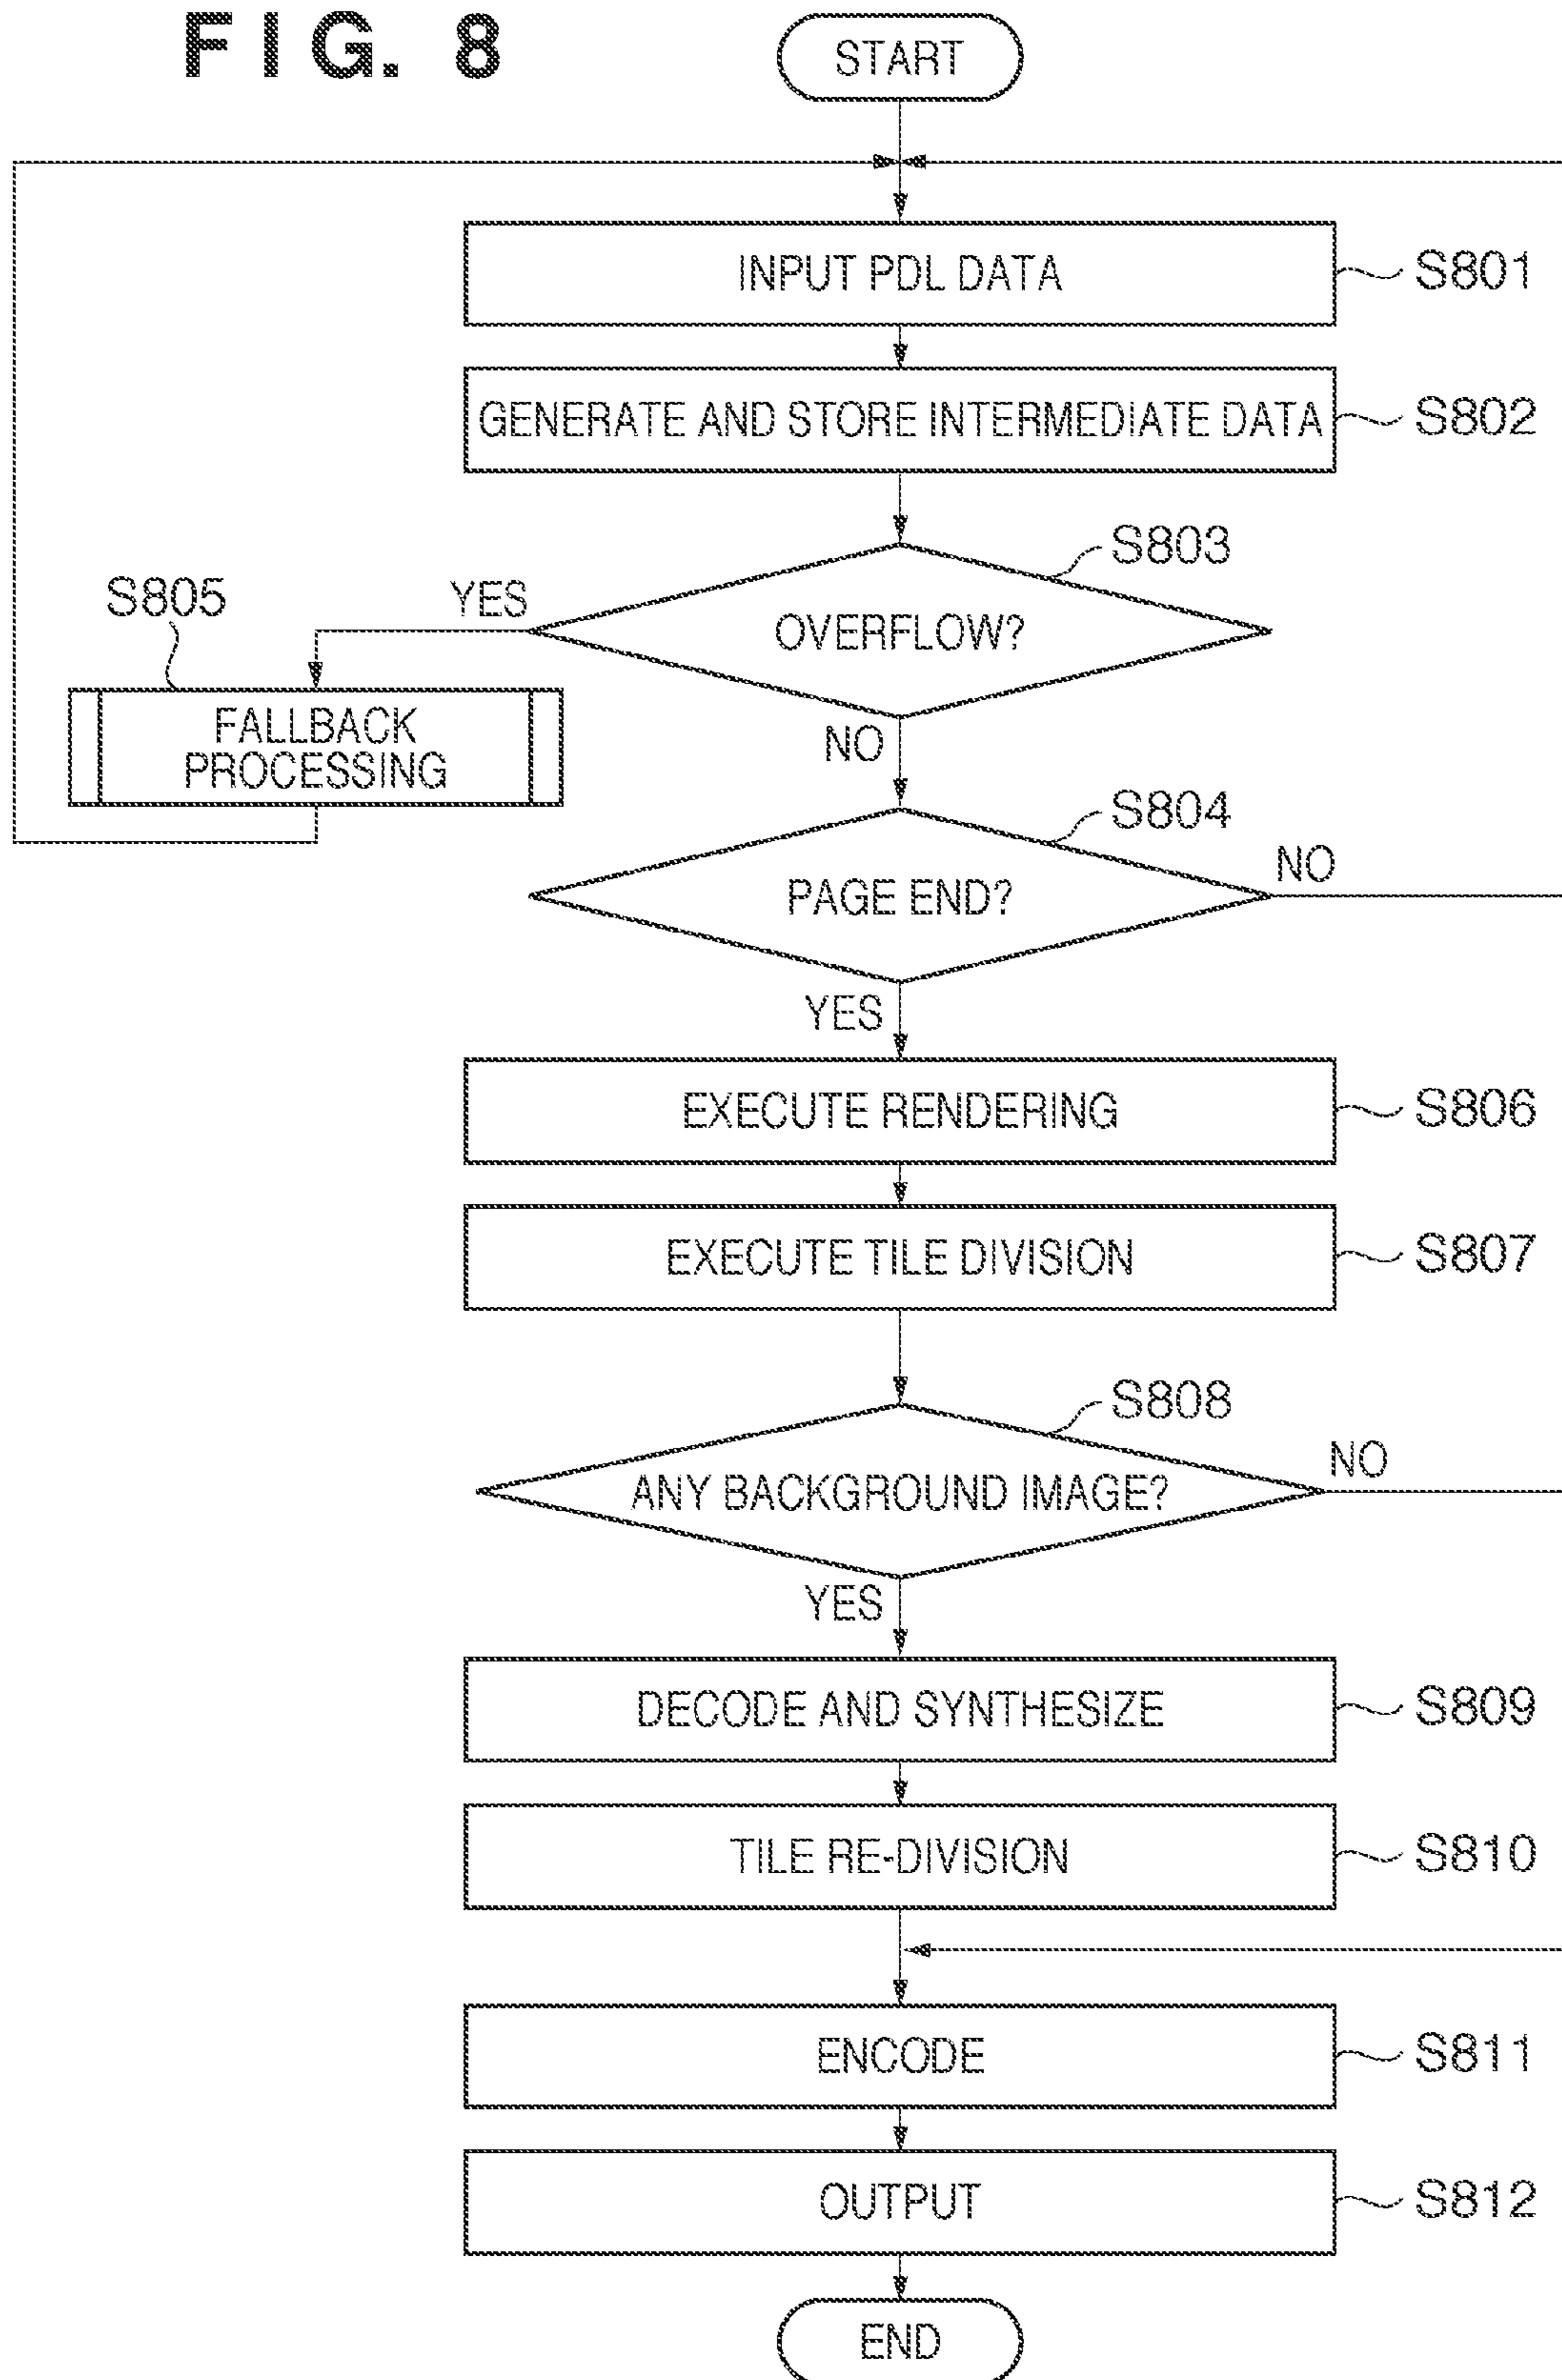 FIG. 8
START
INPUT PDL DATA
S801
GENERATE AND STORE INTERMEDIATE DATA
S802
S803
OVERFLOW?
YES
S805
FALLBACK
PROCESSING
NO
S804
PAGE END?
NO
YES
EXECUTE RENDERING
S806
EXECUTE TILE DIVISION
S807
S808
ANY BACKGROUND IMAGE?
NO
YES
DECODE AND SYNTHESIZE
S809
TILE RE-DIVISION
S810
ENCODE
S811
OUTPUT
S812
END